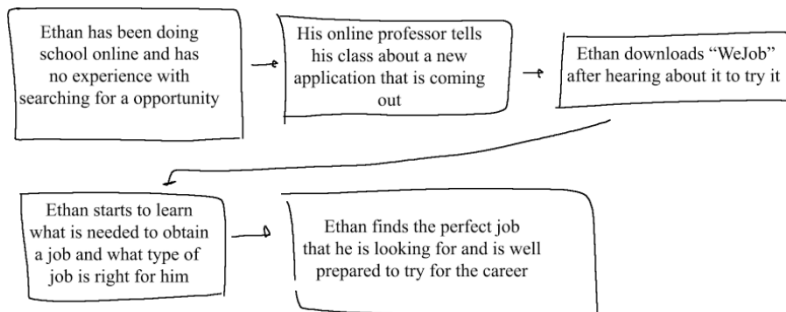 Ethan has been doing
school online and has
no experience with
searching for a opportunity
His online professor tells
his class about a new
application that is coming
out
Ethan downloads “WeJob”
after hearing about it to try it
Ethan starts to learn
what is needed to obtain
a job and what type of
job is right for him
Ethan finds the perfect job
that he is looking for and is well
prepared to try for the career